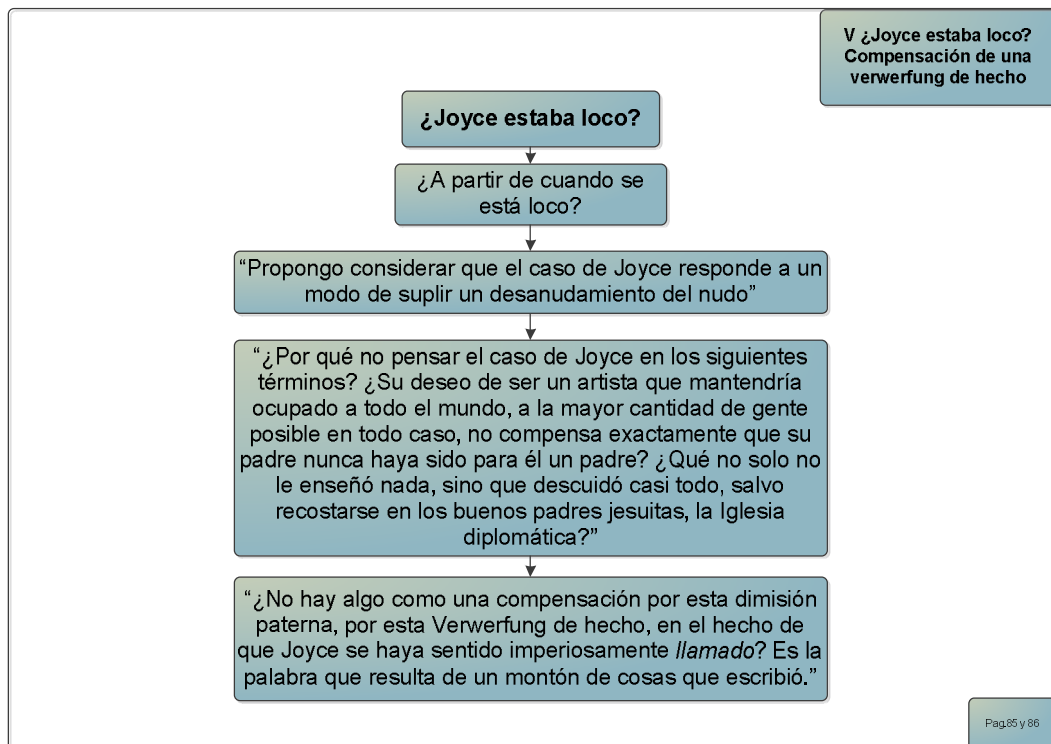 V ¿Joyce estaba loco?
Compensación de una
verwerfung de hecho
¿Joyce estaba loco?
¿A partir de cuando se
está loco?
“Propongo considerar que el caso de Joyce responde a un
modo de suplir un desanudamiento del nudo”
“¿Por qué no pensar el caso de Joyce en los siguientes
términos? ¿Su deseo de ser un artista que mantendría
ocupado a todo el mundo, a la mayor cantidad de gente
posible en todo caso, no compensa exactamente que su
padre nunca haya sido para él un padre? ¿Qué no solo no
le enseñó nada, sino que descuidó casi todo, salvo
recostarse en los buenos padres jesuitas, la Iglesia
diplomática?”
“¿No hay algo como una compensación por esta dimisión
paterna, por esta Verwerfung de hecho, en el hecho de
que Joyce se haya sentido imperiosamente llamado? Es la
palabra que resulta de un montón de cosas que escribió.”
Pag.85 y 86